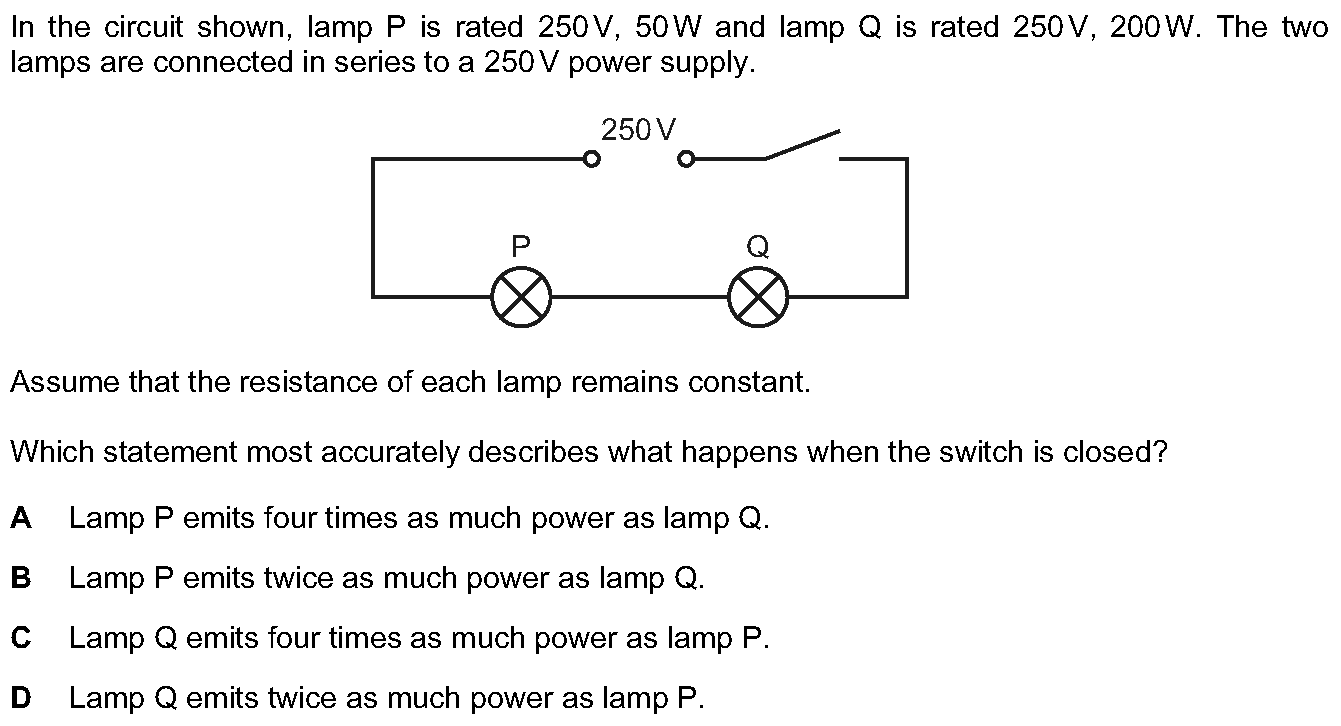 In the circuit shown, lamp P is rated 250 V, 50 W and lamp Q is rated 250 V, 200 W. The two
lamps are connected in series to a 250 V power supply.
250 V
P
Q
Assume that the resistance of each lamp remains constant.
Which statement most accurately describes what happens when the switch is closed?
A Lamp P emits four times as much power as lamp Q.
B Lamp P emits twice as much power as lamp Q.
C Lamp Q emits four times as much power as lamp P.
D Lamp Q emits twice as much power as lamp P.